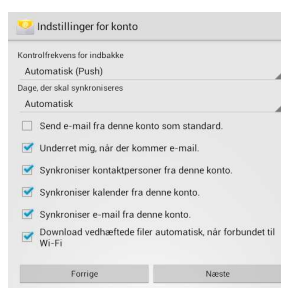 Indstillinger for konto
Kontrolfrekvens for indbakke
Automatisk (Push)
Dage, der skal synkroniseres
Automatisk
Send e-mail fra denne konto som standard.
Underret mig, når der kommer e-mail.
Synkroniser kontaktpersoner fra denne konto.
Synkroniser kalender fra denne konto.
Synkroniser e-mail fra denne konto.
Download vedhæftede filer automatisk, når forbundet til
Wi-Fi
Forrige
Næste